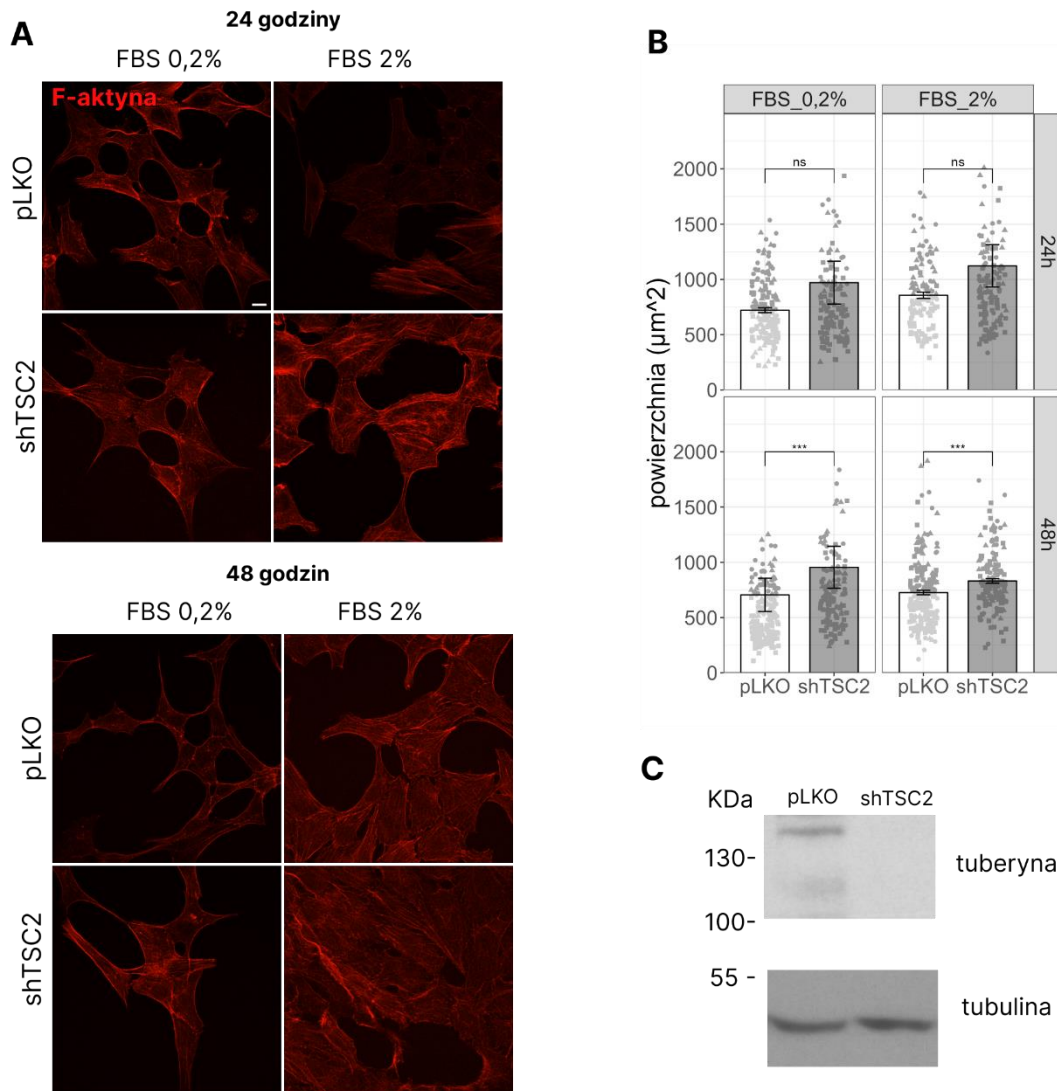 A
24 godziny
FBS 0,2%
FBS 2%
F-aktyna
pLKO
shTSC2
48 godzin
FBS 0,2%
FBS 2%
pLKO
shTSC2
B
FBS_0,2%
FBS_2%
powierzchnia (µm^2)
2000
1500
1000
500
0
ns
ns
24h
2000
1500
1000
500
0
***
***
48h
pLKO shTSC2
pLKO shTSC2
C
KDa
pLKO
shTSC2
130-
100-
tuberyna
55 -
tubulina